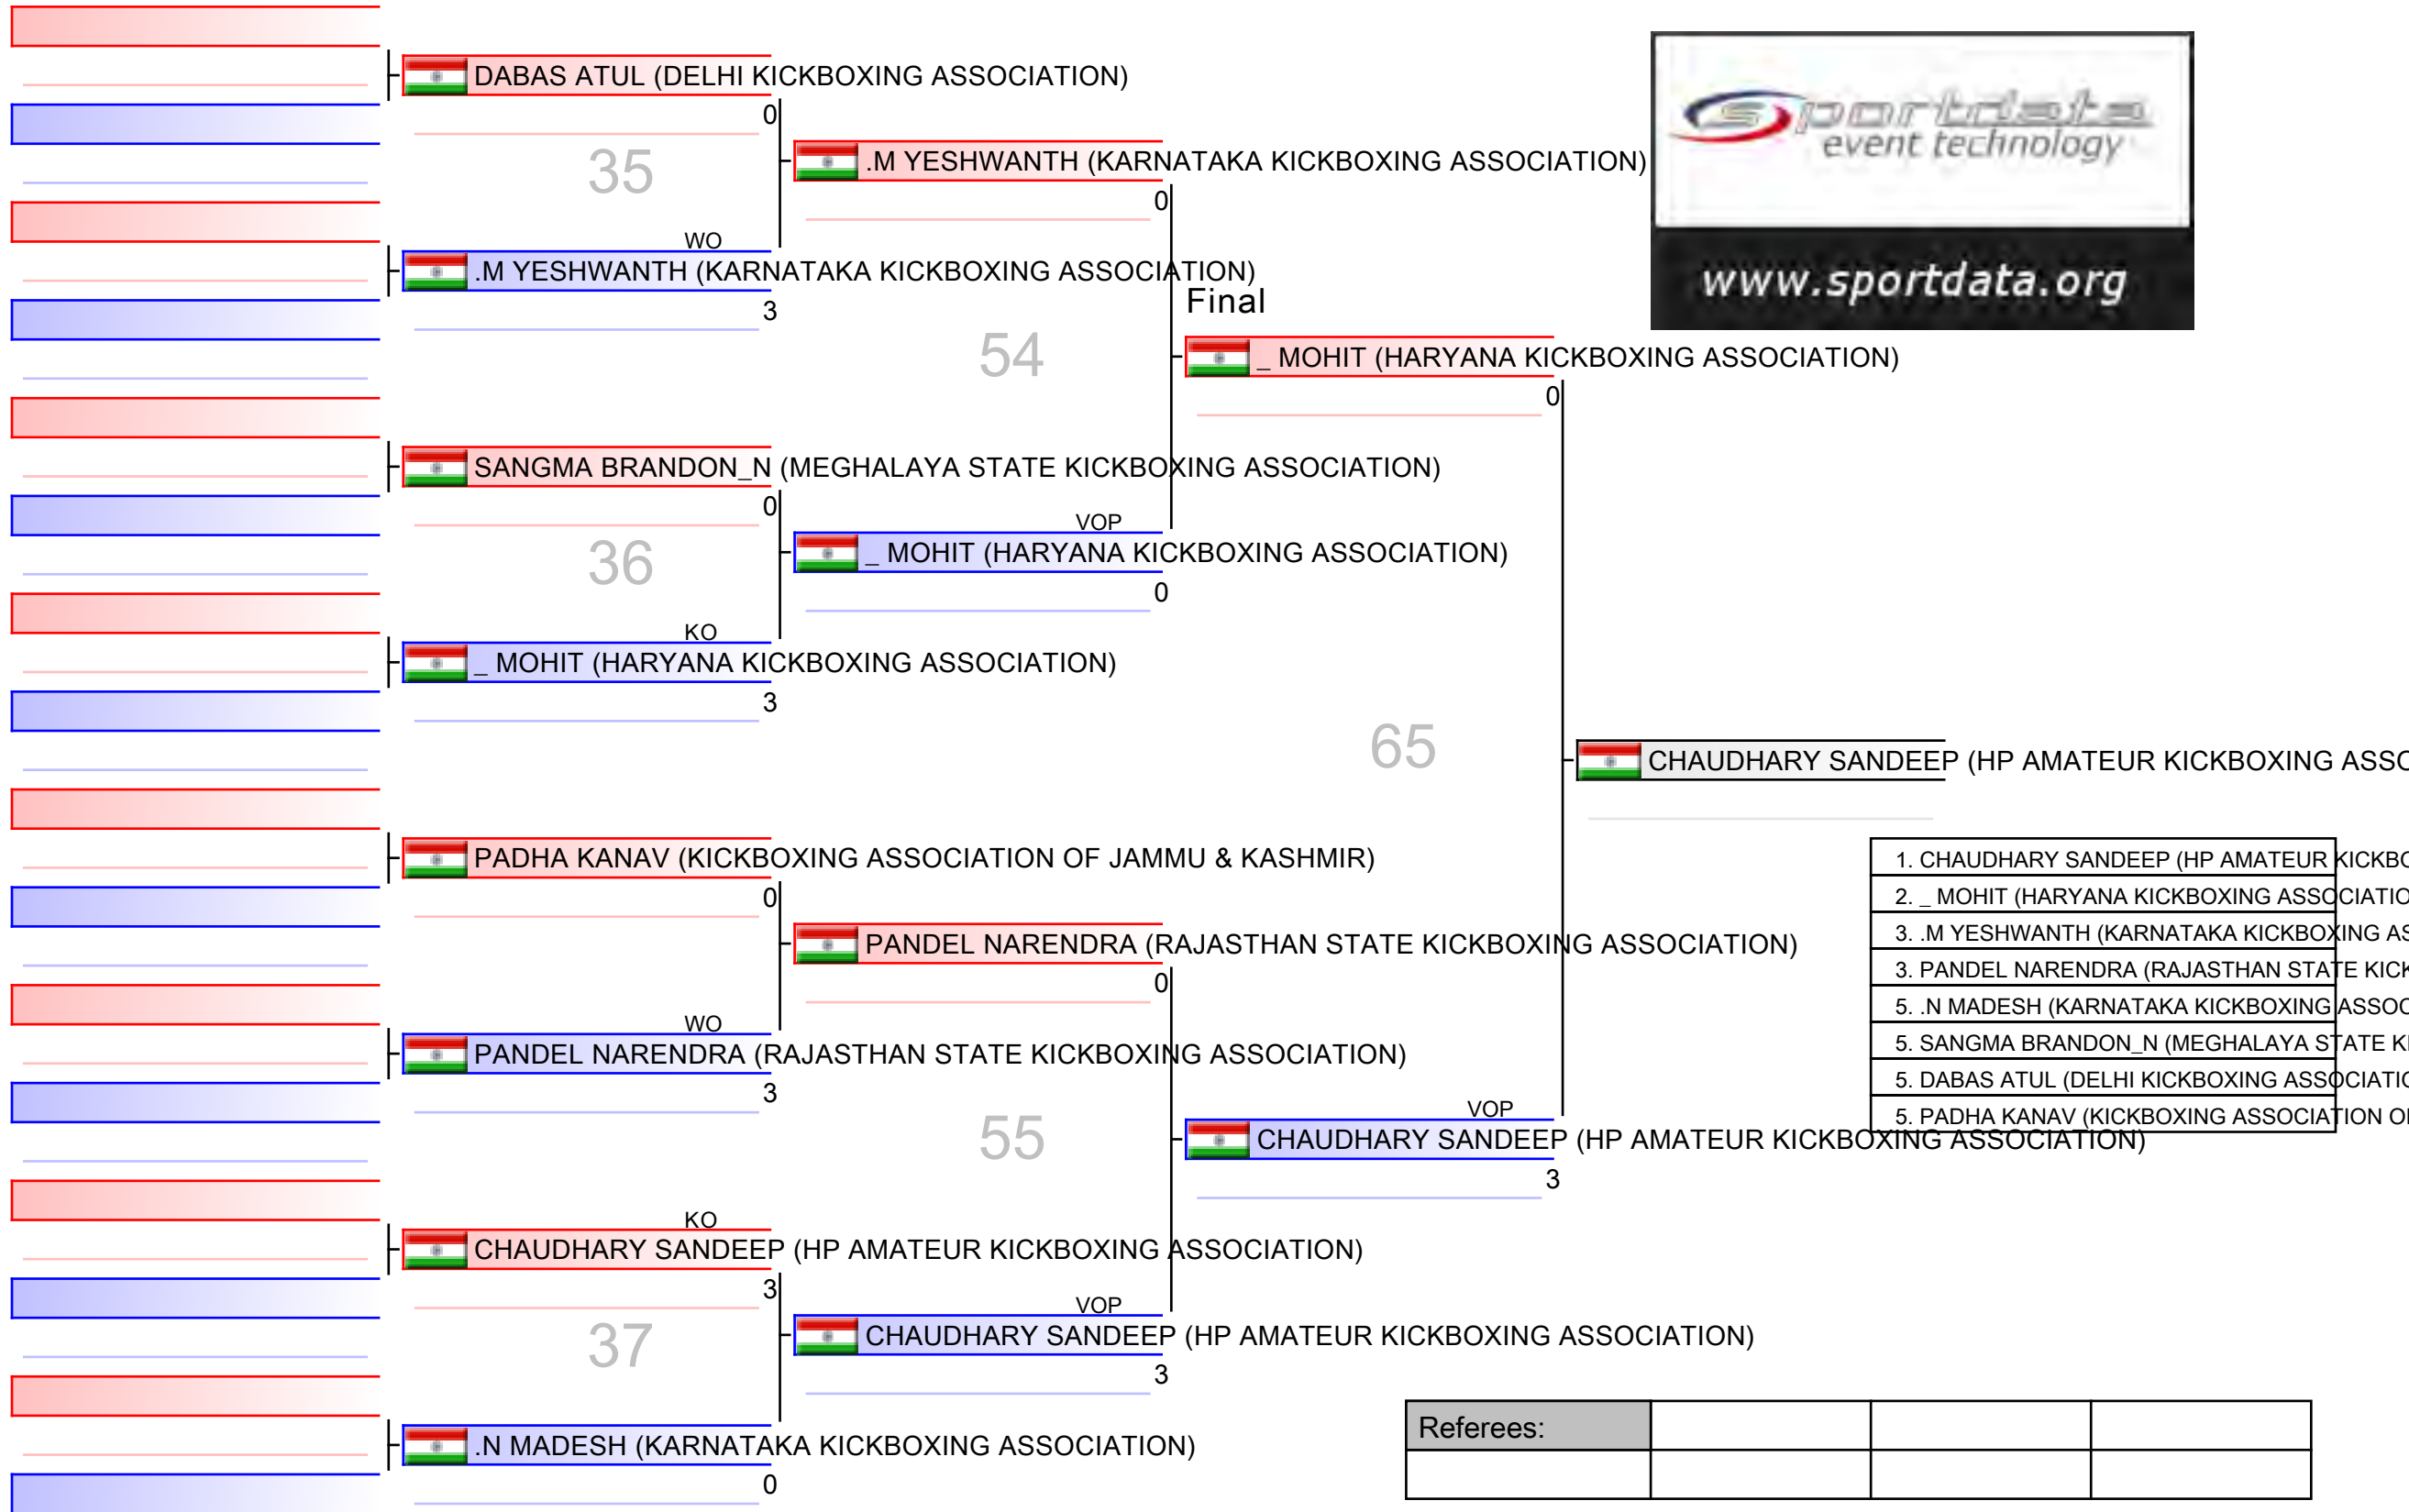 DABAS ATUL (DELHI KICKBOXING ASSOCIATION)
0
35
WO
.M YESHWANTH (KARNATAKA KICKBOXING ASSOCIATION)
3
SANGMA BRANDON_N (MEGHALAYA STATE KICKBOXING ASSOCIATION)
0
36
KO
_ MOHIT (HARYANA KICKBOXING ASSOCIATION)
3
PADHA KANAV (KICKBOXING ASSOCIATION OF JAMMU & KASHMIR)
0
WO
PANDEL NARENDRA (RAJASTHAN STATE KICKBOXING ASSOCIATION)
3
KO
CHAUDHARY SANDEEP (HP AMATEUR KICKBOXING ASSOCIATION)
3
37
.N MADESH (KARNATAKA KICKBOXING ASSOCIATION)
0
.M YESHWANTH (KARNATAKA KICKBOXING ASSOCIATION)
0
54
VOP
_ MOHIT (HARYANA KICKBOXING ASSOCIATION)
0
PANDEL NARENDRA (RAJASTHAN STATE KICKBOXING ASSOCIATION)
0
55
VOP
CHAUDHARY SANDEEP (HP AMATEUR KICKBOXING ASSOCIATION)
3
Final
_ MOHIT (HARYANA KICKBOXING ASSOCIATION)
0
65
VOP
CHAUDHARY SANDEEP (HP AMATEUR KICKBOXING ASSOCIATION)
3
sportdata
event technology
www.sportdata.org
CHAUDHARY SANDEEP (HP AMATEUR KICKBOXING ASSO
1. CHAUDHARY SANDEEP (HP AMATEUR KICKBO
2. _ MOHIT (HARYANA KICKBOXING ASSOCIATIO
3. .M YESHWANTH (KARNATAKA KICKBOXING AS
3. PANDEL NARENDRA (RAJASTHAN STATE KICK
5. .N MADESH (KARNATAKA KICKBOXING ASSOC
5. SANGMA BRANDON_N (MEGHALAYA STATE KI
5. DABAS ATUL (DELHI KICKBOXING ASSOCIATIO
5. PADHA KANAV (KICKBOXING ASSOCIATION OF
Referees: